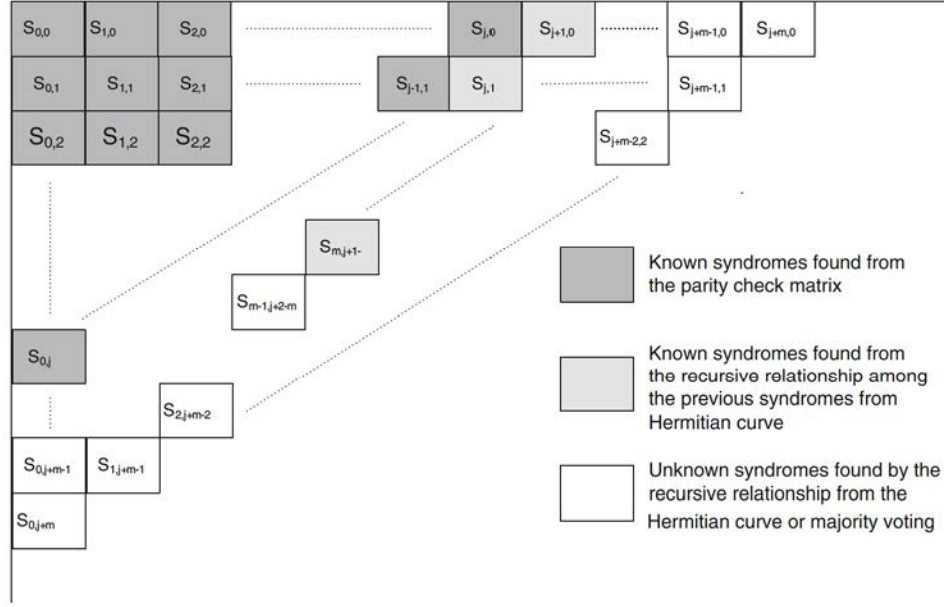 S0,0 S1,0 S2,0 Sj,0 Sj+1,0 Sj+m-1,0 Sj+m,0
S0,1 S1,1 S2,1 Sj-1,1 Sj,1 Sj+m-1,1
S0,2 S1,2 S2,2 Sj+m-2,2
Sm,j+1-
Sm-1,j+2-m
S0,j
S2,j+m-2
S0,j+m-1 S1,j+m-1
S0,j+m
Known syndromes found from
the parity check matrix
Known syndromes found from
the recursive relationship among
the previous syndromes from
Hermitian curve
Unknown syndromes found by the
recursive relationship from the
Hermitian curve or majority voting